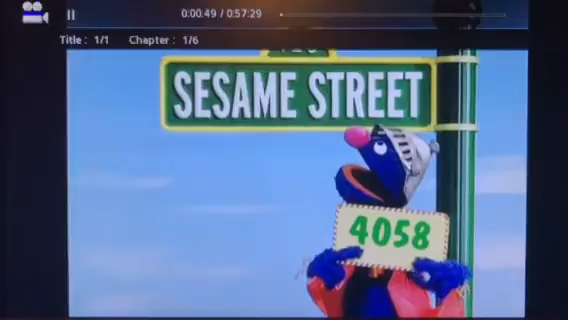 0:00:49 / 0:57:29
Title : 1/1 Chapter : 1/6
SESAME STREET
4058